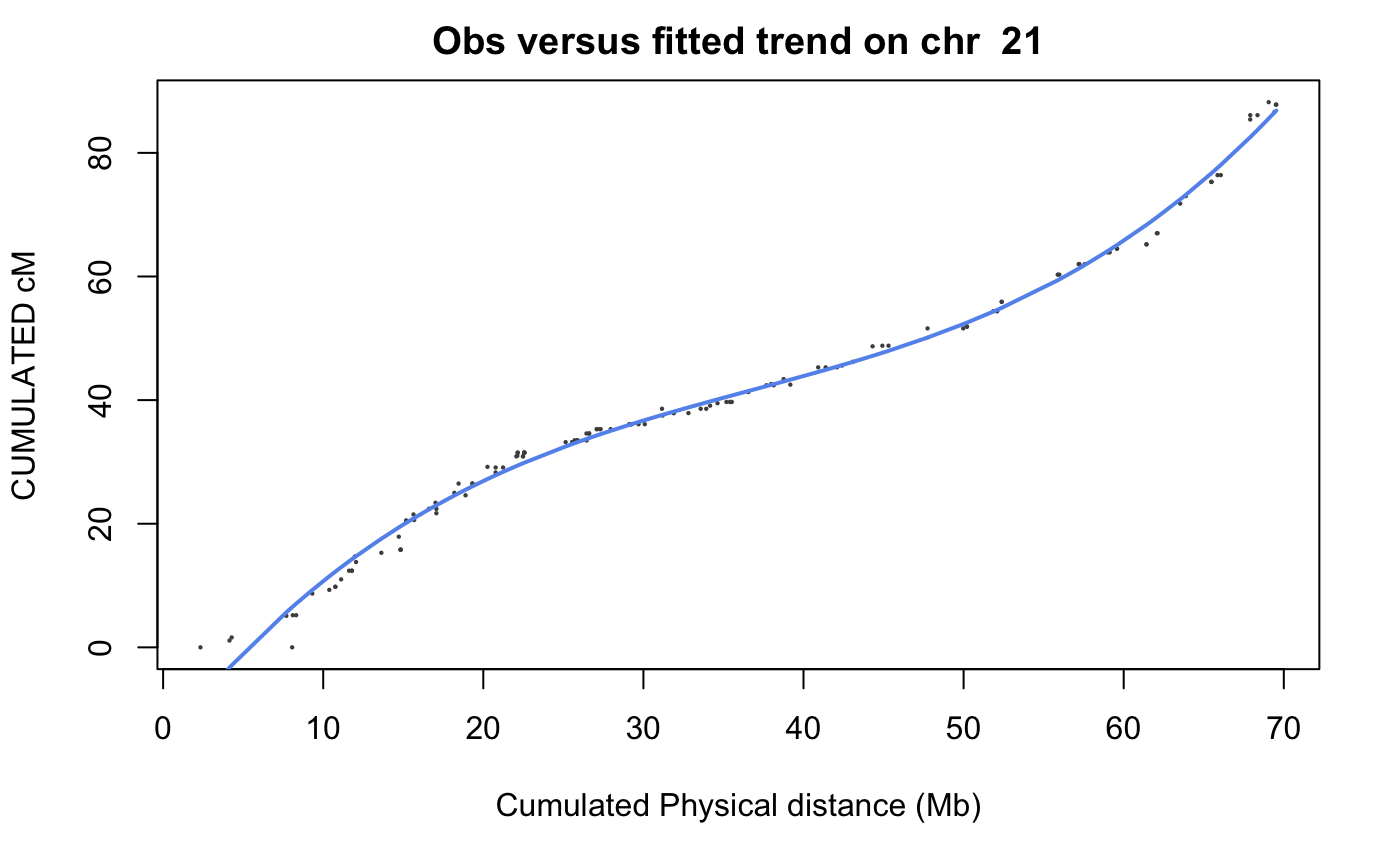 Obs versus fitted trend on chr  21
CUMULATED cM
80
60
40
20
0
0 10 20 30 40 50 60 70
Cumulated Physical distance (Mb)